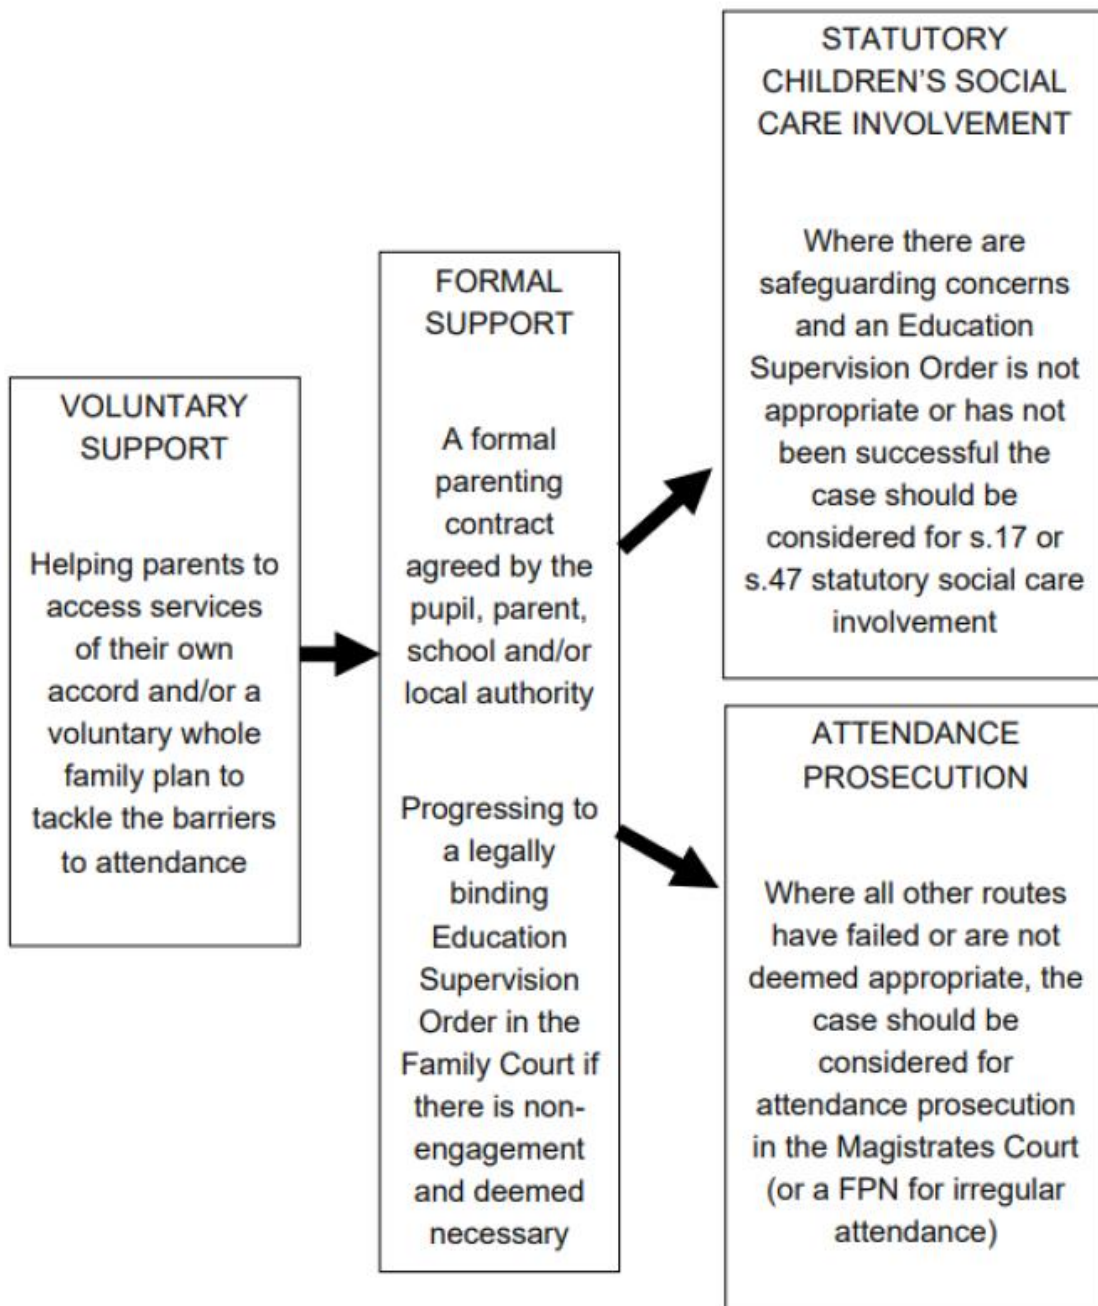 VOLUNTARY
SUPPORT
Helping parents to
access services
of their own
accord and/or a
voluntary whole
family plan to
tackle the barriers
to attendance
FORMAL
SUPPORT
A formal
parenting
contract
agreed by the
pupil, parent,
school and/or
local authority
Progressing to
a legally
binding
Education
Supervision
Order in the
Family Court if
there is non-
engagement
and deemed
necessary
STATUTORY
CHILDREN’S SOCIAL
CARE INVOLVEMENT
Where there are
safeguarding concerns
and an Education
Supervision Order is not
appropriate or has not
been successful the
case should be
considered for s.17 or
s.47 statutory social care
involvement
ATTENDANCE
PROSECUTION
Where all other routes
have failed or are not
deemed appropriate, the
case should be
considered for
attendance prosecution
in the Magistrates Court
(or a FPN for irregular
attendance)